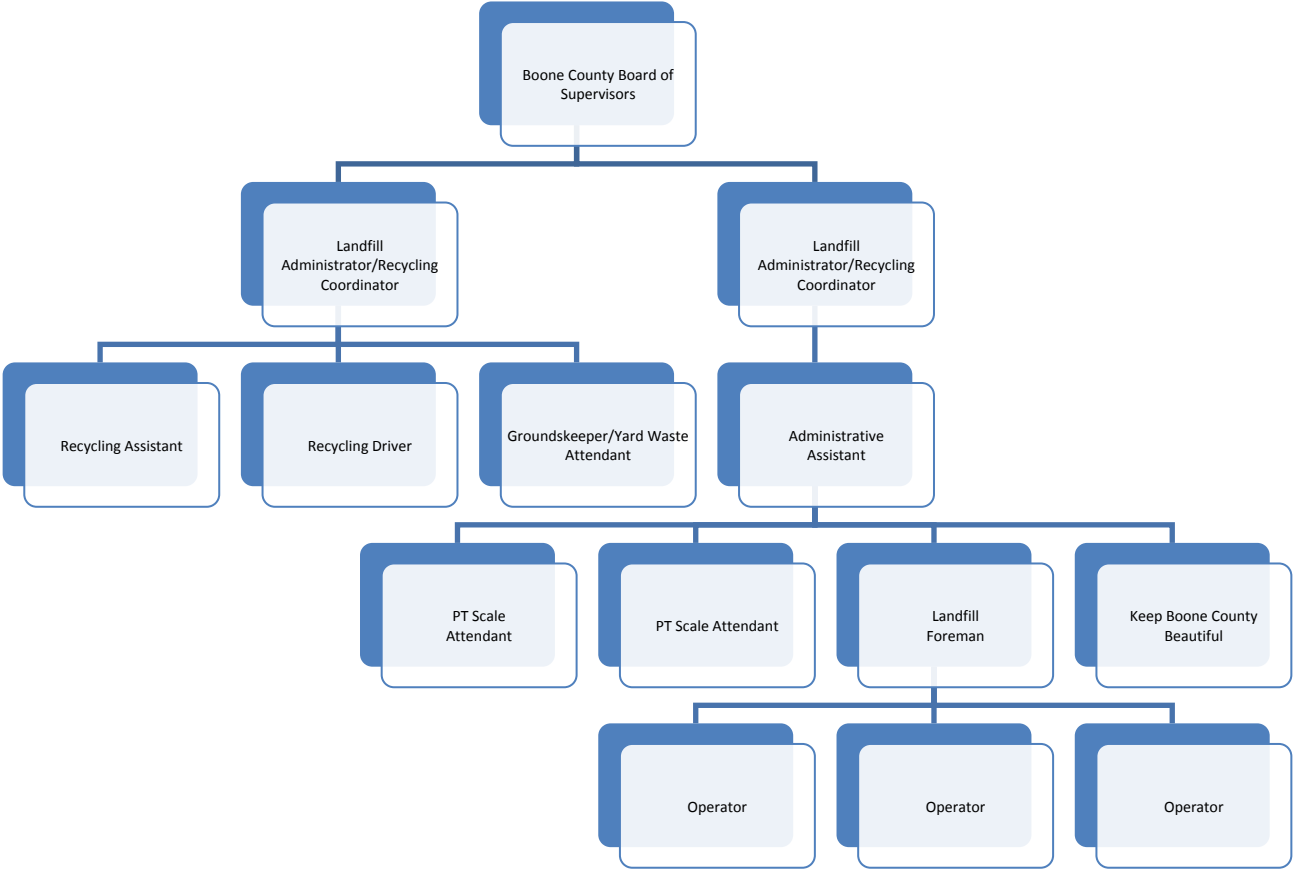 Boone County Board of
Supervisors
Landfill
Administrator/Recycling
Coordinator
Landfill
Administrator/Recycling
Coordinator
Recycling Assistant
Recycling Driver
Groundskeeper/Yard Waste
Attendant
Administrative
Assistant
PT Scale
Attendant
PT Scale Attendant
Landfill
Foreman
Keep Boone County
Beautiful
Operator
Operator
Operator